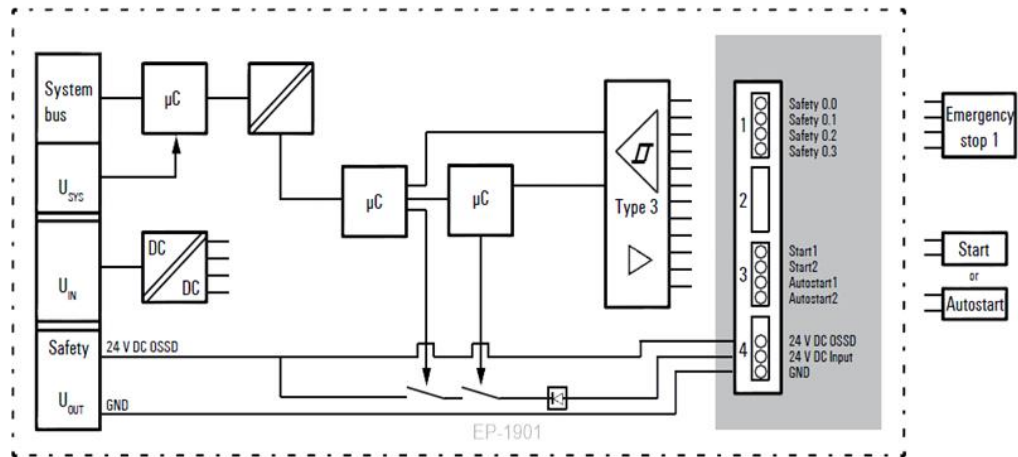 System
bus
µC
U SYS
DC
DC
U IN
Safety
24 V DC OSSD
U OUT
GND
µC
µC
Type 3
1
Safety 0.0
Safety 0.1
Safety 0.2
Safety 0.3
2
3
Start1
Start2
Autostart1
Autostart2
4
24 V DC OSSD
24 V DC Input
GND
EP-1901
Emergency
stop 1
Start
or
Autostart